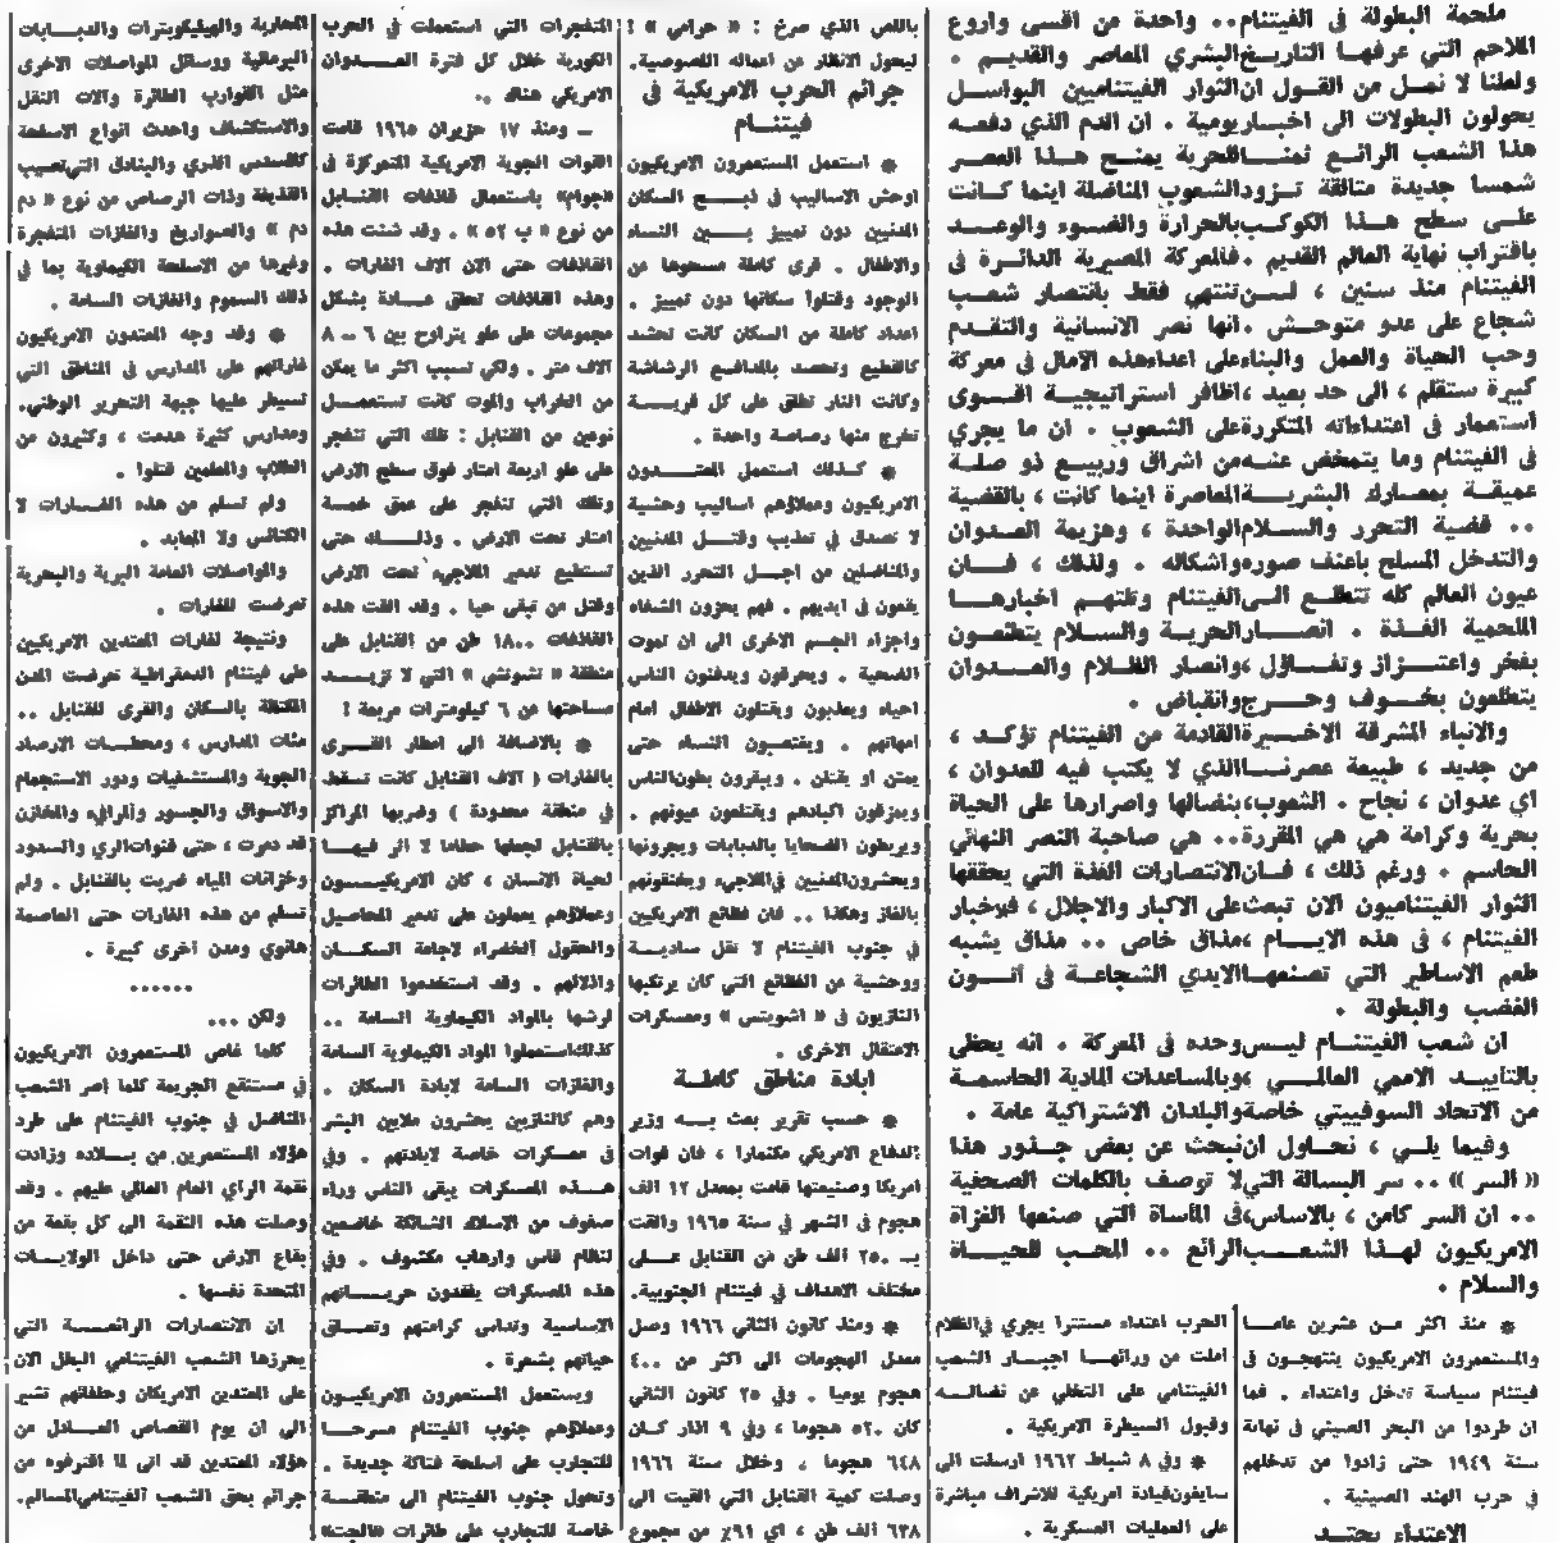 ملحمة البطولة في الفيتنام .. واحدة من اقسى واروع
الملاحم التي عرفها التاريخ البشري المعاصر والقديم .
ولعلنا لا نمل من القول ان الثوار الفيتناميين البواسل
يحولون البطولات الى اخبار يومية . ان الدم الذي دفعه
هذا الشعب الرائع ثمنا للحرية يمنح هذا العصر
شمسا جديدة متالقة تزود الشعوب المناضلة اينما كانت
على سطح هذا الكوكب بالحرارة والضوء والوعد
باقتراب نهاية العالم القديم . فالمعركة المصيرية الدائرة في
الفيتنام منذ سنين ، لن تنتهي فقط بانتصار شعب
شجاع على عدو متوحش . انها نصر الانسانية والتقدم
وحب الحياة والعمل والبناء على اعداء هذه الآمال في معركة
كبيرة ستقلم ، الى حد بعيد ، اظافر استراتيجية اقوى
استعمار في اعتداءاته المتكررة على الشعوب . ان ما يجري
في الفيتنام وما يتمخض عنه من اشراق وربيع ذو صلة
عميقة بمعارك البشرية المعاصرة اينما كانت ، بالقضية
.. قضية التحرر والسلام الواحدة ، وهزيمة العدوان
والتدخل المسلح باعنف صوره واشكاله . ولذلك ، فان
عيون العالم كله تتطلع الى الفيتنام وتلتهم اخبارها
الملحمية الفذة . انصار الحرية والسلام يتطلعون
بفخر واعتزاز وتفاؤل ، وانصار الظلام والعدوان
يتطلعون بخوف وحرج وانقباض .
والانباء المشرقة الاخيرة القادمة من الفيتنام تؤكد ،
من جديد ، طبيعة عصرنا الذي لا يكتب فيه للعدوان ،
اي عدوان ، نجاح . الشعوب ، بنضالها واصرارها على الحياة
بحرية وكرامة هي هي المقررة .. هي صاحبة النصر النهائي
الحاسم . ورغم ذلك ، فان الانتصارات الفذة التي يحققها
الثوار الفيتناميون الان تبعث على الاكبار والاجلال ، فلاخبار
الفيتنام ، في هذه الايام ، مذاق خاص .. مذاق يشبه
طعم الاساطير التي تصنعها الايدي الشجاعة في أتون
الغضب والبطولة .
ان شعب الفيتنام ليس وحده في المعركة . انه يحظى
بالتأييد الاممي العالمي ، وبالمساعدات المادية الحاسمة
من الاتحاد السوفييتي خاصة والبلدان الاشتراكية عامة .
وفيما يلي ، نحاول ان نبحث عن بعض جذور هذا
(( السر )) .. سر البسالة التي لا توصف بالكلمات الصحفية
.. ان السر كامن ، بالاساس ، في المأساة التي صنعها الغزاة
الامريكيون لهذا الشعب الرائع .. المحب للحياة
والسلام .
* منذ اكثر من عشرين عاما
والمستعمرون الامريكيون ينتهجون في
فيتنام سياسة تدخل واعتداء . فما
ان طردوا من البحر الصيني في نهاية
سنة ١٩٤٩ حتى زادوا من تدخلهم
في حرب الهند الصينية .
الاعتداء يحتد
الحرب اعتداء مستترا يجري في الظلام
املت من ورائها اجبار الشعب
الفيتنامي على التخلي عن نضاله
وقبول السيطرة الامريكية .
* وفي ٨ شباط ١٩٦٢ ارسلت الى
سايغون قيادة امريكية للاشراف مباشرة
على العمليات العسكرية .
باللص الذي صرخ : « حرامي » !
ليحول الانظار عن اعماله اللصوصية.
جرائم الحرب الامريكية في
فيتنام
* استعمل المستعمرون الامريكيون
اوحش الاساليب في ذبح السكان
المدنيين دون تمييز بين النساء
والاطفال . قرى كاملة مسحوها من
الوجود وقتلوا سكانها دون تمييز .
اعداد كاملة من السكان كانت تحشد
كالقطيع وتحصد بالمدافع الرشاشة
وكانت النار تطلق على كل قرية
تخرج منها رصاصة واحدة .
* كذلك استعمل المعتدون
الامريكيون وعملاؤهم اساليب وحشية
لا تصدق في تعذيب وقتل المدنيين
والمناضلين من اجل التحرر الذين
يقعون في ايديهم . فهم يحزون الشفاه
واجزاء الجسم الاخرى الى ان تموت
الضحية . ويحرقون ويدفنون الناس
احياء ويعذبون ويقتلون الاطفال امام
امهاتهم . ويغتصبون النساء حتى
يمتن او يقتلن . ويبقرون بطون الناس
ويمزقون اكبادهم ويقتلعون عيونهم .
ويربطون الضحايا بالدبابات ويجرونها
ويحشرون المدنيين في الملاجيء ويخنقونهم
بالغاز وهكذا .. فان فظائع الامريكيين
في جنوب الفيتنام لا تقل سادية
ووحشية عن الفظائع التي كان يرتكبها
النازيون في « اشويتس » ومعسكرات
الاعتقال الاخرى .
ابادة مناطق كاملة
* حسب تقرير بعث به وزير
الدفاع الامريكي مكنمارا ، فان قوات
امريكا وصنيعتها قامت بمعدل ١٢ الف
هجوم في الشهر في سنة ١٩٦٥ والقت
بـ ٢٥٠ الف طن من القنابل على
مختلف الاهداف في فيتنام الجنوبية.
* ومنذ كانون الثاني ١٩٦٦ وصل
معدل الهجومات الى اكثر من ٤٠٠
هجوم يوميا . وفي ٢٥ كانون الثاني
كان ٥٢٠ هجوما ، وفي ٩ اذار كان
٦٤٨ هجوما ، وخلال سنة ١٩٦٦
وصلت كمية القنابل التي القيت الى
٦٣٨ الف طن ، اي ٩١٪ من مجموع
المتفجرات التي استعملت في الحرب
الكورية خلال كل فترة العدوان
الامريكي هناك ..
ــ ومنذ ١٧ حزيران ١٩٦٥ قامت
القوات الجوية الامريكية المتمركزة في
«جوام» باستعمال قاذفات القنابل
من نوع « ب ٥٢ » . وقد شنت هذه
القاذفات حتى الان آلاف الغارات .
وهذه القاذفات تحلق عادة بشكل
مجموعات على علو يتراوح بين ٦ ــ ٨
آلاف متر . ولكي تسبب اكثر ما يمكن
من الخراب والموت كانت تستعمل
نوعين من القنابل : تلك التي تنفجر
على علو اربعة امتار فوق سطح الارض
وتلك التي تنفجر على عمق خمسة
امتار تحت الارض . وذلك حتى
تستطيع تدمير الملاجيء تحت الارض
وقتل من تبقى حيا . وقد القت هذه
القاذفات ١٨٠٠ طن من القنابل على
منطقة « تشونشي » التي لا تزيد
مساحتها عن ٦ كيلومترات مربعة !
* بالاضافة الى امطار القرى
بالغارات ( آلاف القنابل كانت تسقط
في منطقة محدودة ) وضربها المراكز
بالقنابل لجعلها حطاما لا اثر فيها
لحياة الانسان ، كان الامريكيون
وعملاؤهم يعملون على تدمير المحاصيل
والحقول الخضراء لاجاعة السكان
واذلالهم . وقد استخدموا الطائرات
لرشها بالمواد الكيماوية السامة ..
كذلك استعملوا المواد الكيماوية السامة
والغازات السامة لابادة السكان .
وهم كالنازيين يحشرون ملايين البشر
في معسكرات خاصة لابادتهم . وفي
هذه المعسكرات يبقى الناس وراء
صفوف من الاسلاك الشائكة خاضعين
لنظام قاس وارهاب مكشوف . وفي
هذه المعسكرات يفقدون حرياتهم
الاساسية وتداس كرامتهم وتعلق
حياتهم بشعرة .
ويستعمل المستعمرون الامريكيون
وعملاؤهم جنوب الفيتنام مسرحا
للتجارب على اسلحة فتاكة جديدة .
وتحول جنوب الفيتنام الى منطقة
خاصة للتجارب على طائرات «الجت»
المحاربة والهيليكوبترات والدبابات
البرمائية ووسائل المواصلات الاخرى
مثل القوارب الطائرة وآلات النقل
والاستكشاف واحدث انواع الاسلحة
كالمسدس الذري والبنادق التي تصيب
القذيفة وذات الرصاص من نوع « دم
دم » والصواريخ والغازات المتفجرة
وغيرها من الاسلحة الكيماوية بما في
ذلك السموم والغازات السامة .
* وقد وجه المعتدون الامريكيون
غاراتهم على المدارس في المناطق التي
تسيطر عليها جبهة التحرير الوطني.
ومدارس كثيرة هدمت ، وكثيرون من
الطلاب والمعلمين قتلوا .
ولم تسلم من هذه الغارات لا
الكنائس ولا المعابد .
والمواصلات العامة البرية والبحرية
تعرضت للغارات .
ونتيجة لغارات المعتدين الامريكيين
على فيتنام الدمقراطية تعرضت المدن
المكتظة بالسكان والقرى للقنابل ..
مئات المدارس ، ومحطات الارصاد
الجوية والمستشفيات ودور الاستجمام
والاسواق والجسور والمرافيء والمخازن
قد دمرت ، حتى قنوات الري والسدود
وخزانات المياه ضربت بالقنابل . ولم
تسلم من هذه الغارات حتى العاصمة
هانوي ومدن أخرى كبيرة .
......
ولكن ...
كلما غاص المستعمرون الامريكيون
في مستنقع الجريمة كلما اصر الشعب
المناضل في جنوب الفيتنام على طرد
هؤلاء المستعمرين من بلاده وزادت
نقمة الراي العام العالمي عليهم . وقد
وصلت هذه النقمة الى كل بقعة من
بقاع الارض حتى داخل الولايات
المتحدة نفسها .
ان الانتصارات الرائعة التي
يحرزها الشعب الفيتنامي البطل الان
على المعتدين الامريكان وحلفائهم تشير
الى ان يوم القصاص العادل من
هؤلاء المعتدين قد اتى لما اقترفوه من
جرائم بحق الشعب الفيتنامي المسالم.